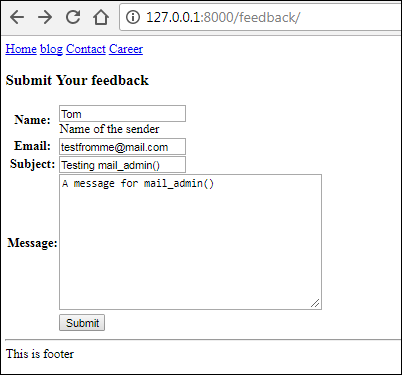 127.0.0.1:8000/feedback/
Home blog Contact Career
Submit Your feedback
Name: Tom
Name of the sender
Email: testfromme@mail.com
Subject: Testing mail_admin()
A message for mail_admin()
Message:
Submit
This is footer